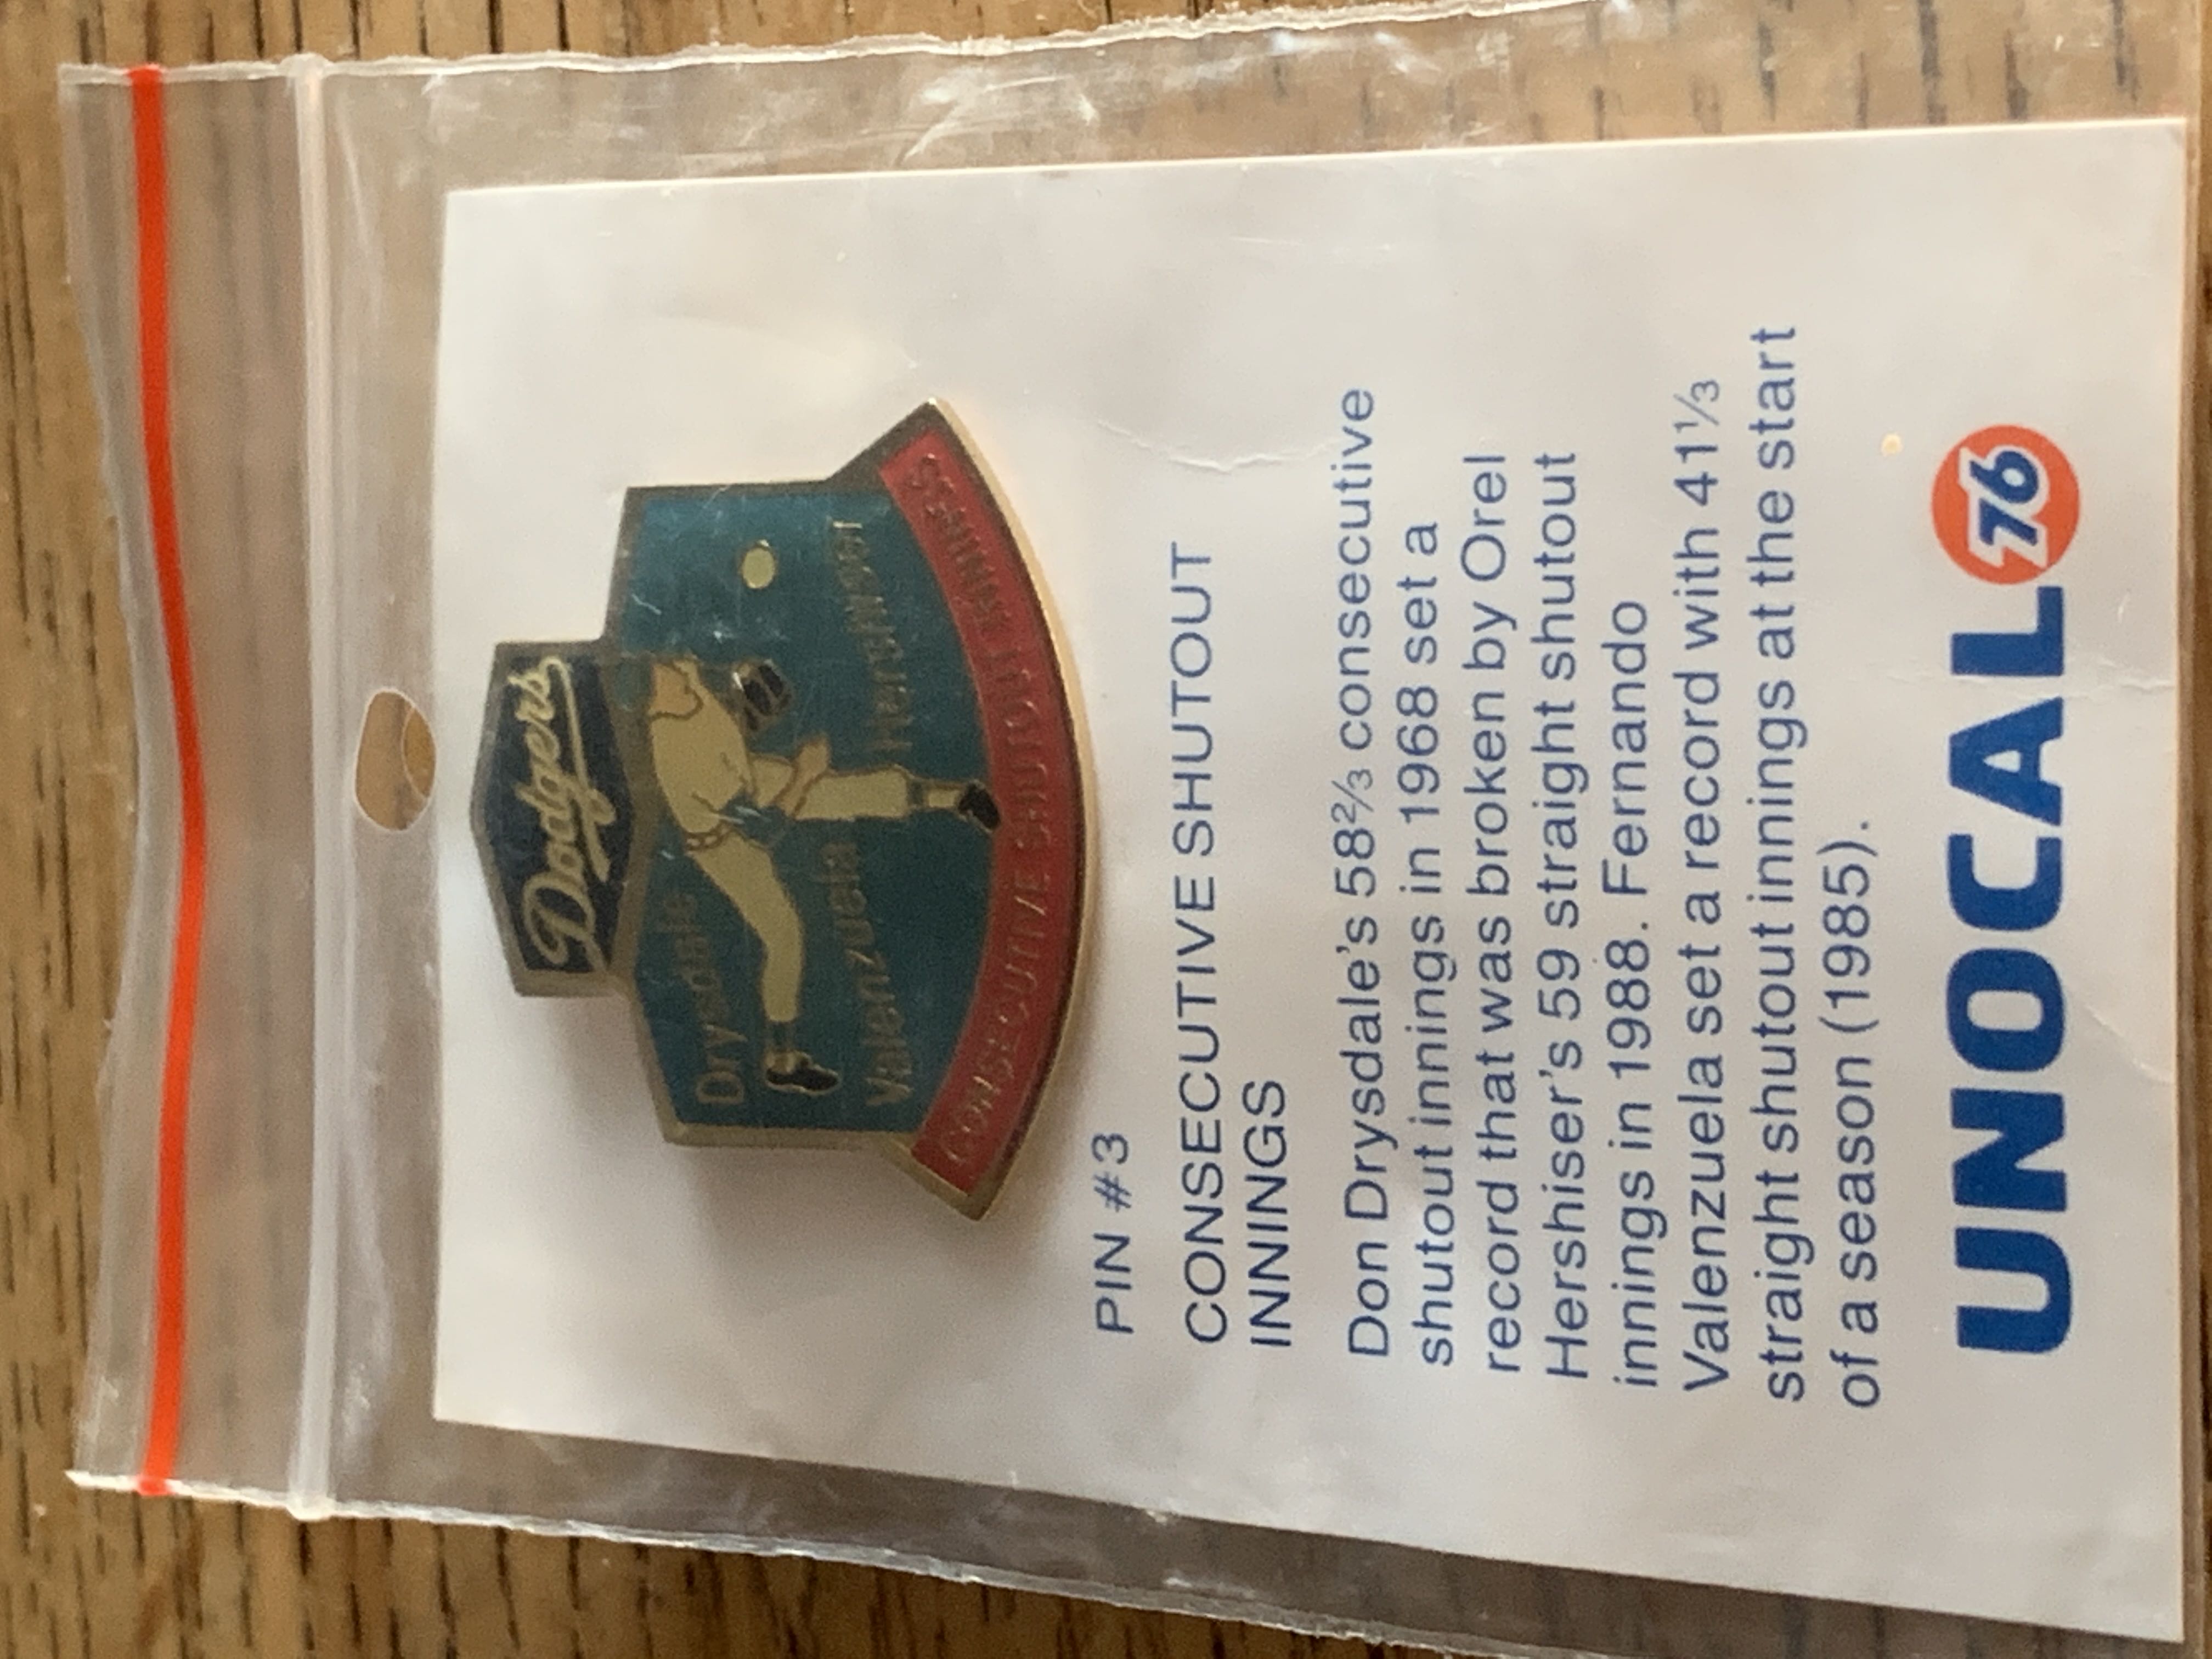 Dodgers
Drysdale
Valenzuela Hershiser
CONSECUTIVE SHUTOUT INNINGS
PIN #3
CONSECUTIVE SHUTOUT
INNINGS
Don Drysdale's 58⅔ consecutive
shutout innings in 1968 set a
record that was broken by Orel
Hershiser's 59 straight shutout
innings in 1988. Fernando
Valenzuela set a record with 41⅓
straight shutout innings at the start
of a season (1985).
UNOCAL 76